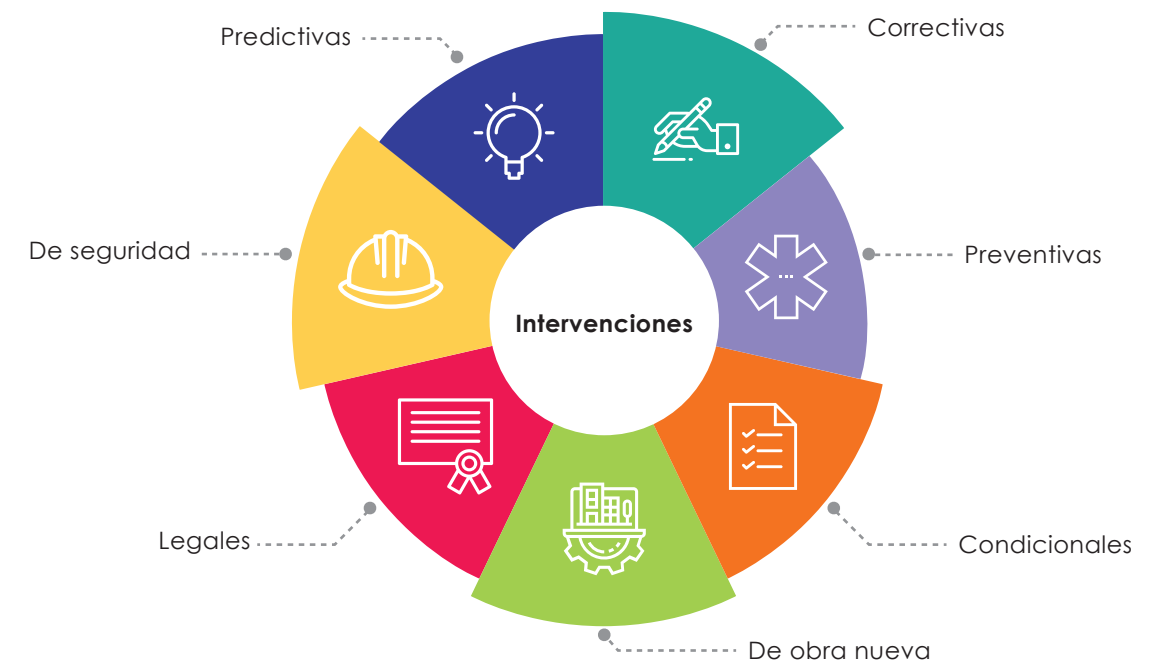 Predictivas
Correctivas
De seguridad
Preventivas
Intervenciones
Legales
Condicionales
De obra nueva